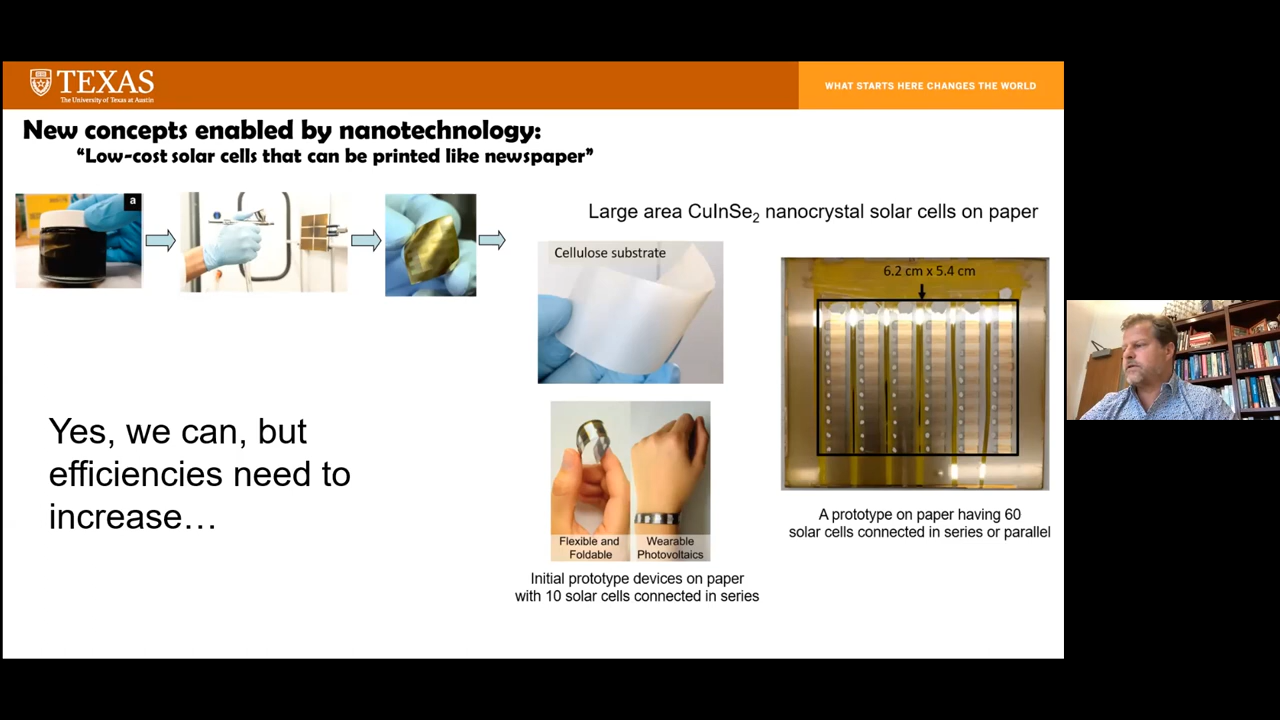 TEXAS
The University of Texas at Austin
WHAT STARTS HERE CHANGES THE WORLD
New concepts enabled by nanotechnology:
“Low-cost solar cells that can be printed like newspaper”
a
Large area CuInSe₂ nanocrystal solar cells on paper
Cellulose substrate
6.2 cm x 5.4 cm
Yes, we can, but
efficiencies need to
increase…
Flexible and
Foldable
Wearable
Photovoltaics
Initial prototype devices on paper
with 10 solar cells connected in series
A prototype on paper having 60
solar cells connected in series or parallel